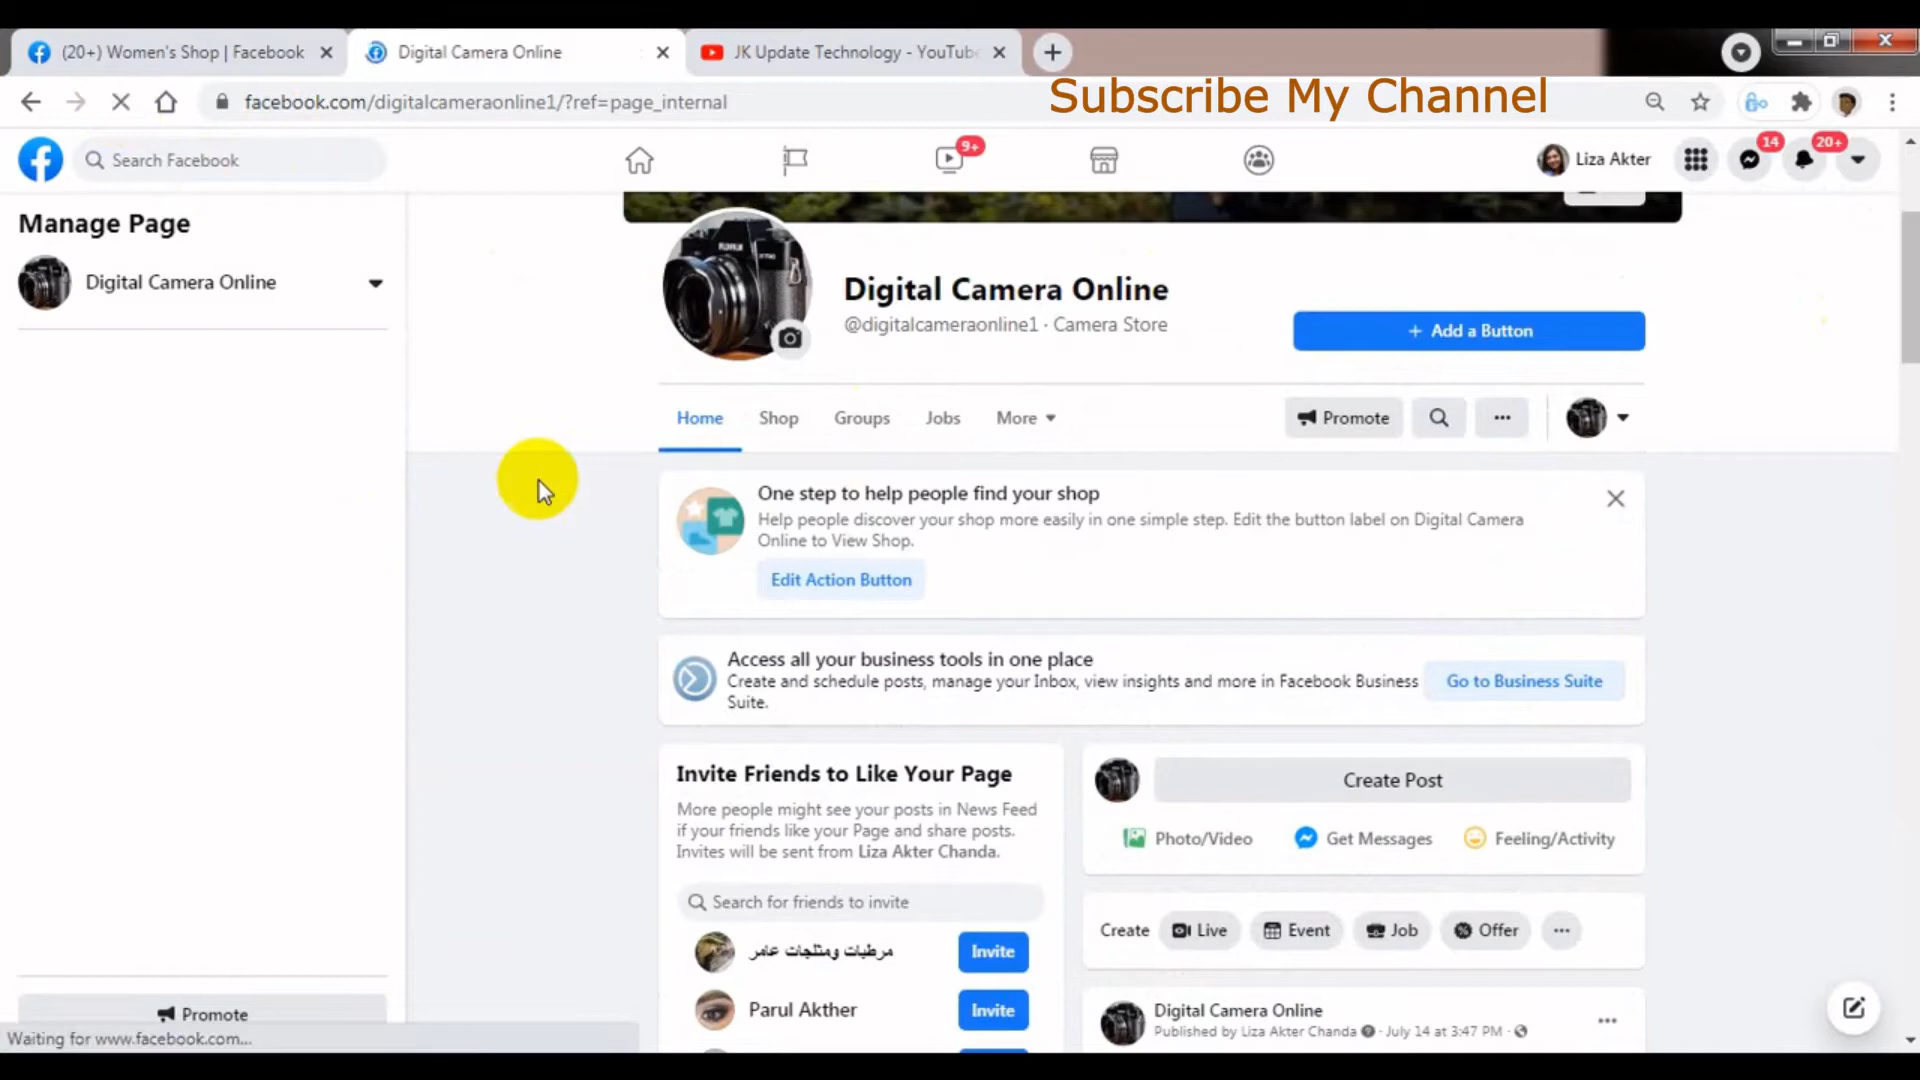 (20+) Women's Shop | Facebook
Digital Camera Online
JK Update Technology - YouTube
facebook.com/digitalcameraonline1/?ref=page_internal
Subscribe My Channel
Search Facebook
9+
Liza Akter
14
20+
Manage Page
Digital Camera Online
Digital Camera Online
@digitalcameraonline1 · Camera Store
+ Add a Button
Home
Shop
Groups
Jobs
More
Promote
One step to help people find your shop
Help people discover your shop more easily in one simple step. Edit the button label on Digital Camera
Online to View Shop.
Edit Action Button
Access all your business tools in one place
Create and schedule posts, manage your Inbox, view insights and more in Facebook Business
Suite.
Go to Business Suite
Invite Friends to Like Your Page
More people might see your posts in News Feed
if your friends like your Page and share posts.
Invites will be sent from Liza Akter Chanda.
Search for friends to invite
مرطبات ومثلجات عامر
Invite
Parul Akther
Invite
Create Post
Photo/Video
Get Messages
Feeling/Activity
Create
Live
Event
Job
Offer
Digital Camera Online
Published by Liza Akter Chanda · July 14 at 3:47 PM ·
Promote
Waiting for www.facebook.com...